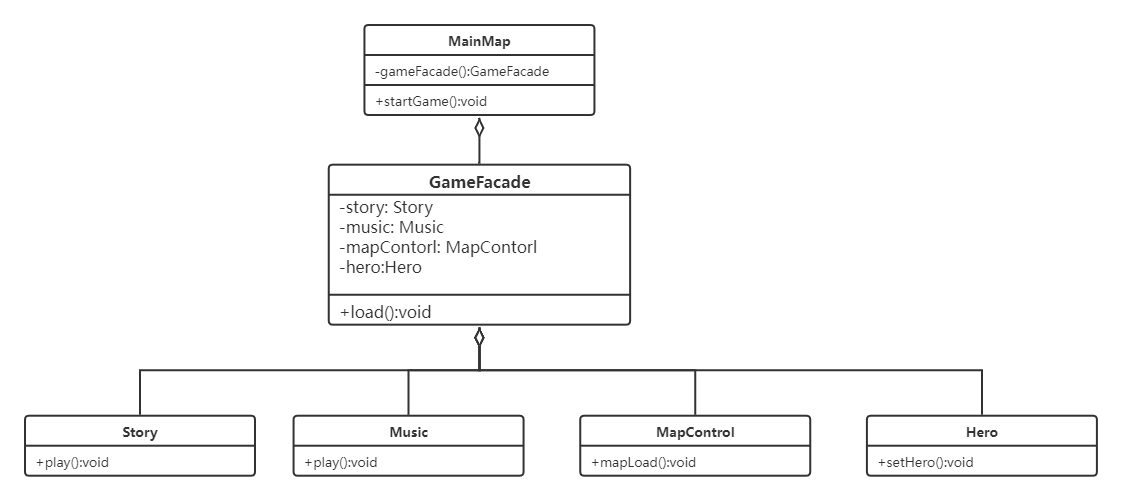 MainMap
-gameFacade():GameFacade
+startGame():void
GameFacade
-story: Story
-music: Music
-mapContorl: MapContorl
-hero:Hero
+load():void
Story
+play():void
Music
+play():void
MapControl
+mapLoad():void
Hero
+setHero():void